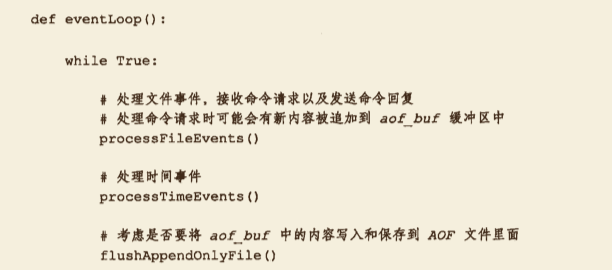 def eventLoop():
while True:
# 处理文件事件，接收命令请求以及发送命令回复
# 处理命令请求时可能会有新内容被追加到 aof_buf 缓冲区中
processFileEvents()
# 处理时间事件
processTimeEvents()
# 考虑是否要将 aof_buf 中的内容写入和保存到 AOF 文件里面
flushAppendOnlyFile()